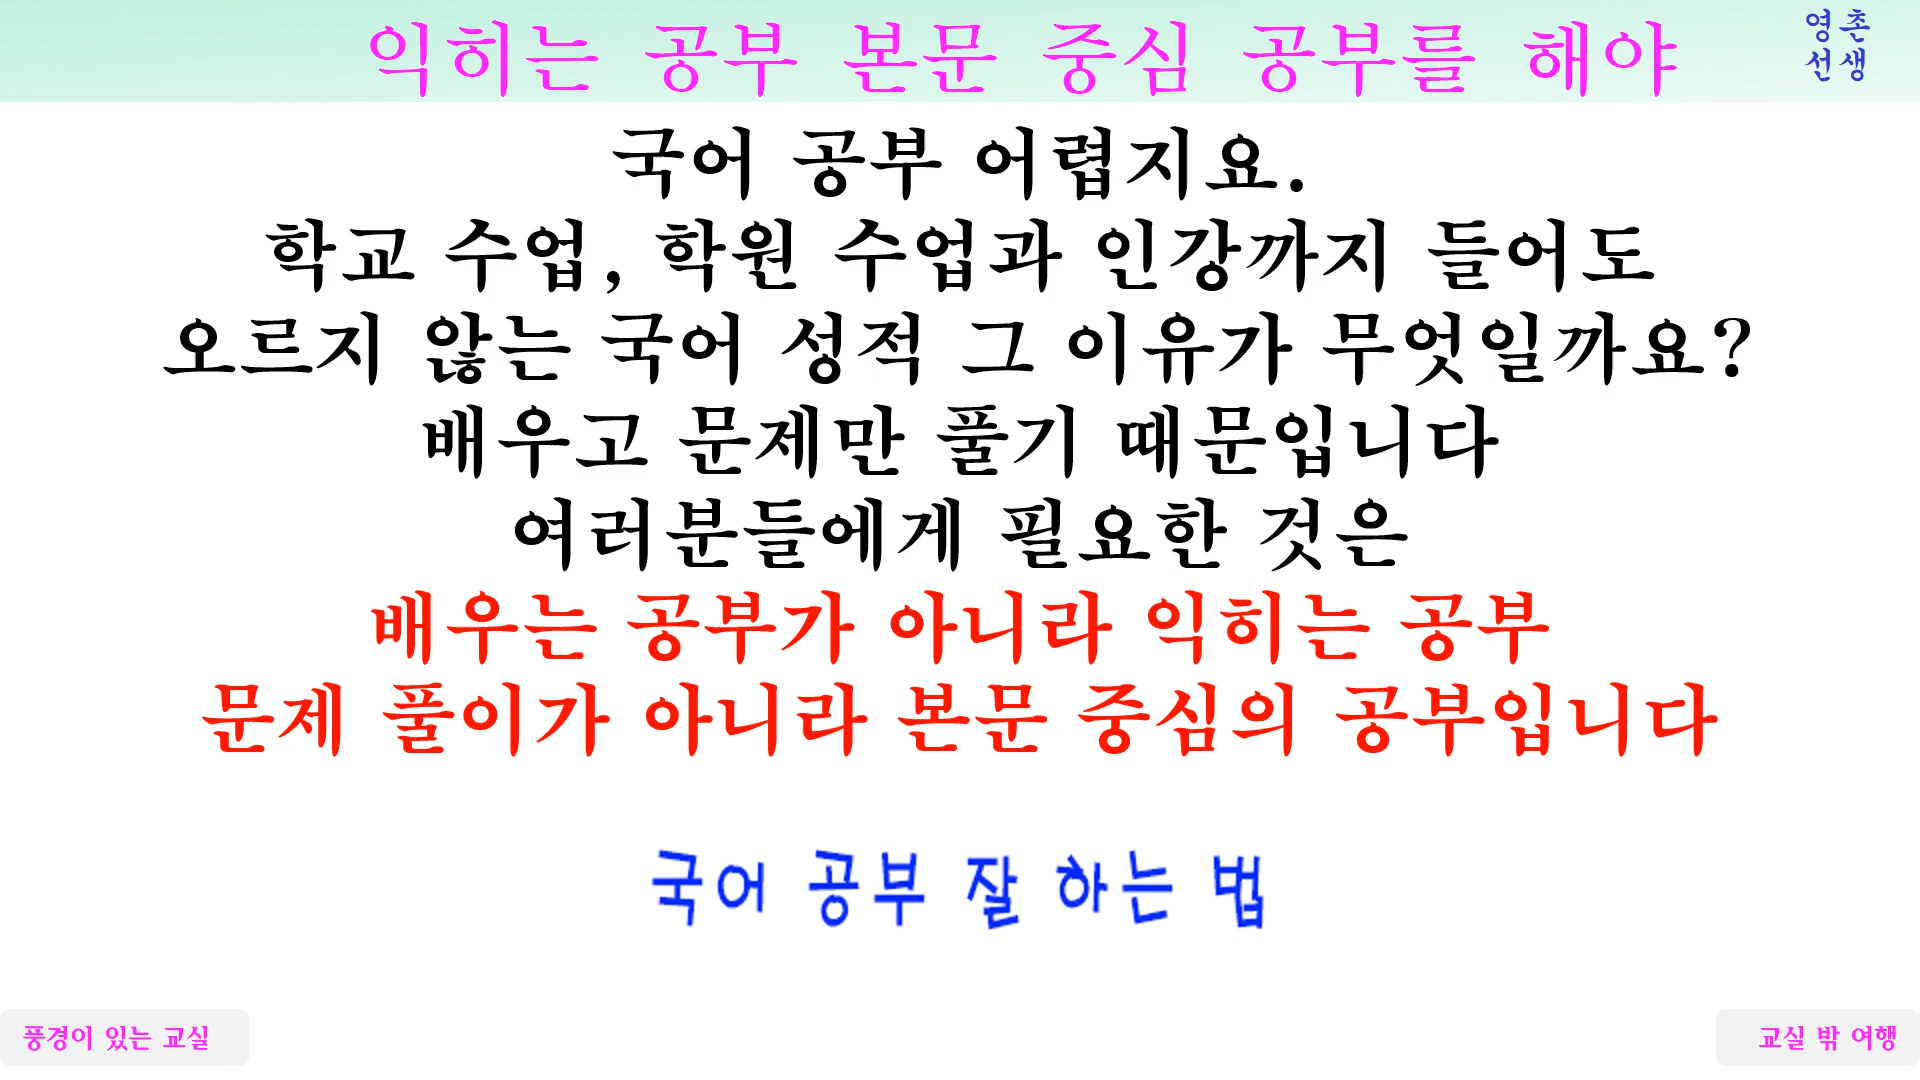 익히는 공부 본문 중심 공부를 해야
영촌
선생
국어 공부 어렵지요.
학교 수업, 학원 수업과 인강까지 들어도
오르지 않는 국어 성적 그 이유가 무엇일까요?
배우고 문제만 풀기 때문입니다
여러분들에게 필요한 것은
배우는 공부가 아니라 익히는 공부
문제 풀이가 아니라 본문 중심의 공부입니다
국어 공부 잘 하는 법
풍경이 있는 교실
교실 밖 여행